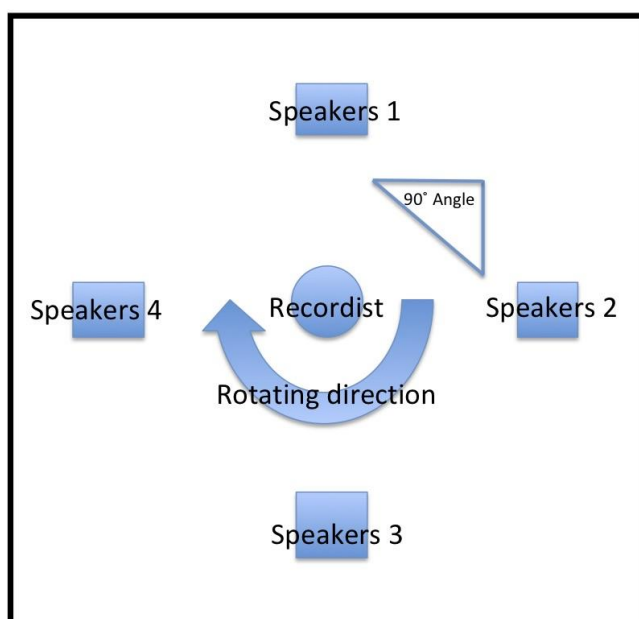 Speakers 1
90˚ Angle
Speakers 4
Recordist
Speakers 2
Rotating direction
Speakers 3